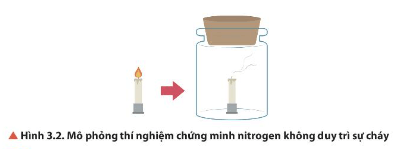 ▲ Hình 3.2. Mô phỏng thí nghiệm chứng minh nitrogen không duy trì sự cháy